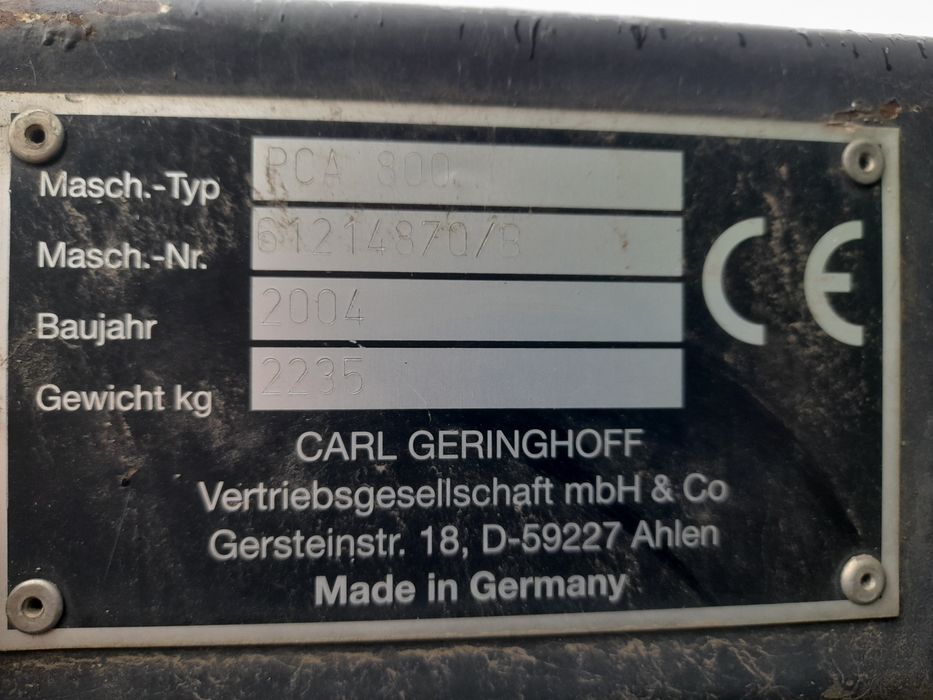 Masch.-Typ PCA 800
Masch.-Nr. 61214870/B
Baujahr 2004
Gewicht kg 2235
CE
CARL GERINGHOFF
Vertriebsgesellschaft mbH & Co
Gersteinstr. 18, D-59227 Ahlen
Made in Germany